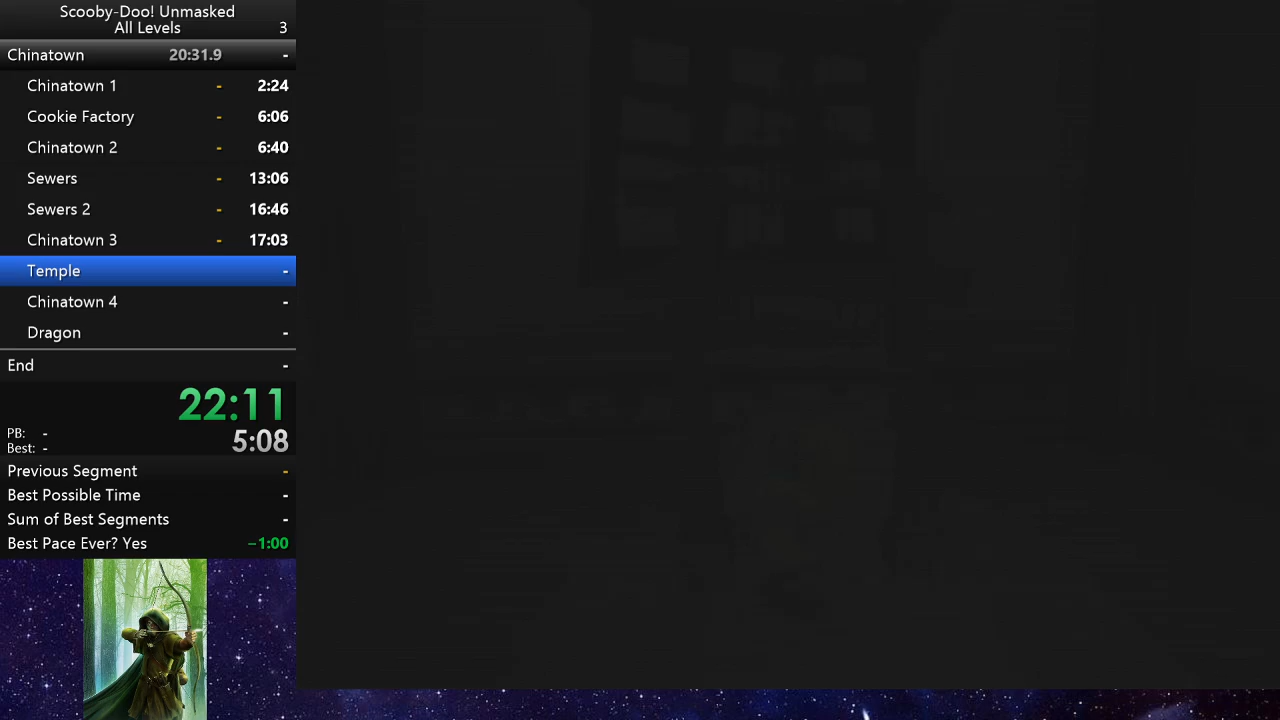 Scooby-Doo! Unmasked
All Levels 3
Chinatown 20:31.9 -
Chinatown 1 - 2:24
Cookie Factory - 6:06
Chinatown 2 - 6:40
Sewers - 13:06
Sewers 2 - 16:46
Chinatown 3 - 17:03
Temple -
Chinatown 4 -
Dragon -
End -
22:11
PB: -
Best: -
5:08
Previous Segment -
Best Possible Time -
Sum of Best Segments -
Best Pace Ever? Yes −1:00